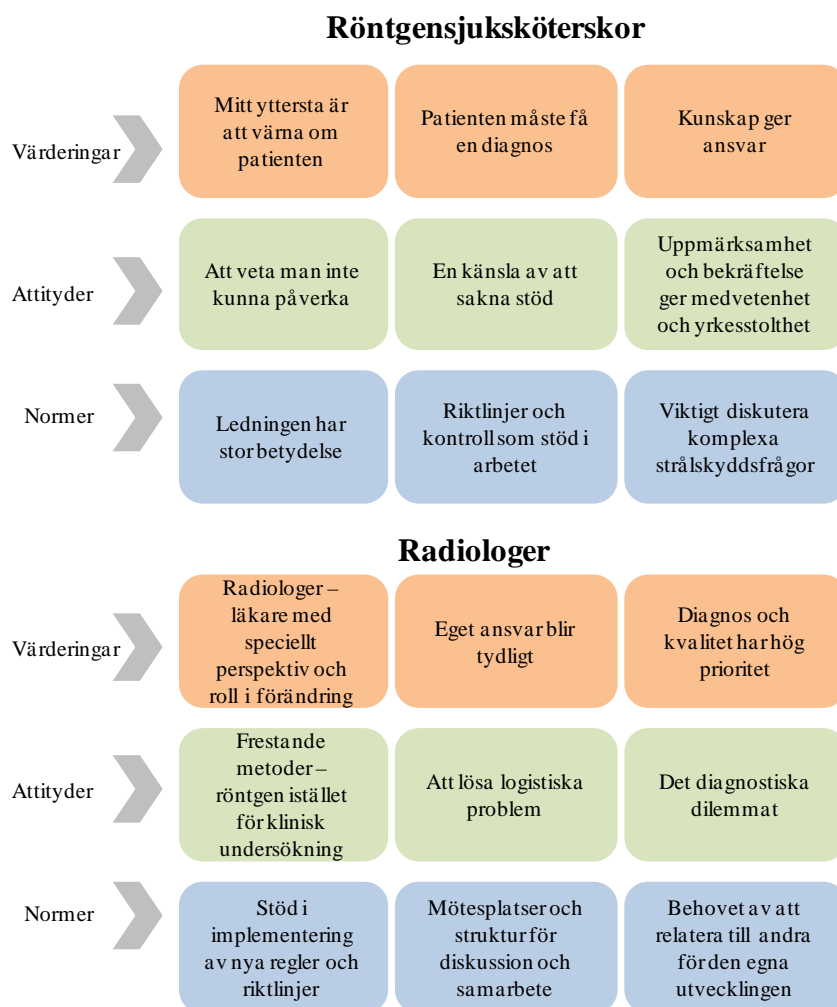 Röntgensjuksköterskor
Värderingar
Mitt yttersta är
att värna om
patienten
Patienten måste få
en diagnos
Kunskap ger
ansvar
Attityder
Att veta man inte
kunna påverka
En känsla av att
sakna stöd
Uppmärksamhet
och bekräftelse
ger medvetenhet
och yrkesstolthet
Normer
Ledningen har
stor betydelse
Riktlinjer och
kontroll som stöd i
arbetet
Viktigt diskutera
komplexa
strålskyddsfrågor
Radiologer
Värderingar
Radiologer –
läkare med
speciellt
perspektiv och
roll i förändring
Eget ansvar blir
tydligt
Diagnos och
kvalitet har hög
prioritet
Attityder
Frestande
metoder –
röntgen istället
för klinisk
undersökning
Att lösa logistiska
problem
Det diagnostiska
dilemmat
Normer
Stöd i
implementering
av nya regler och
riktlinjer
Mötesplatser och
struktur för
diskussion och
samarbete
Behovet av att
relatera till andra
för den egna
utvecklingen